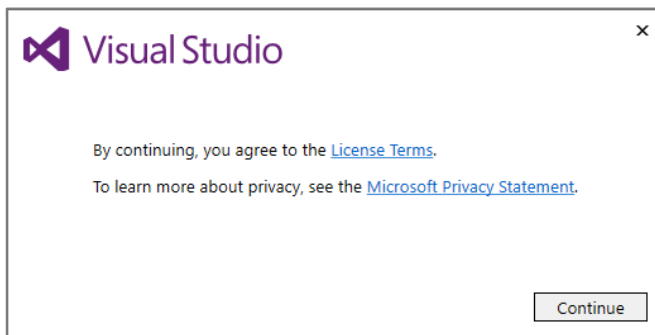 Visual Studio
By continuing, you agree to the License Terms.
To learn more about privacy, see the Microsoft Privacy Statement.
Continue